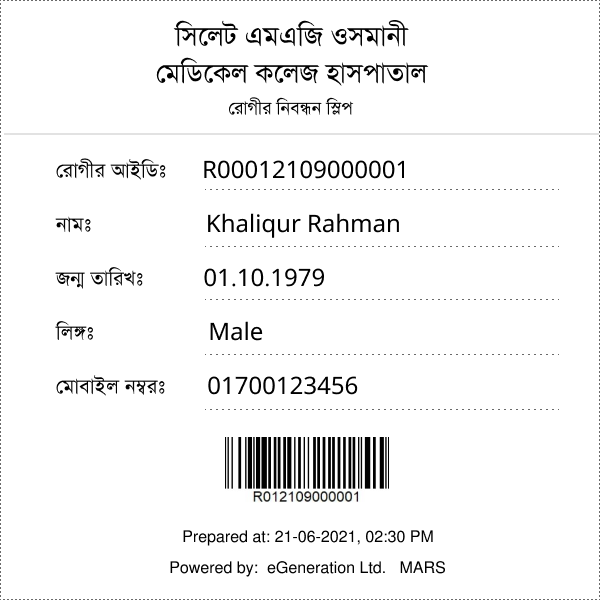 সিলেট এমএজি ওসমানী
মেডিকেল কলেজ হাসপাতাল
রোগীর নিবন্ধন স্লিপ
রোগীর আইডিঃ R00012109000001
নামঃ Khaliqur Rahman
জন্ম তারিখঃ 01.10.1979
লিঙ্গঃ Male
মোবাইল নম্বরঃ 01700123456
R012109000001
Prepared at: 21-06-2021, 02:30 PM
Powered by: eGeneration Ltd. MARS